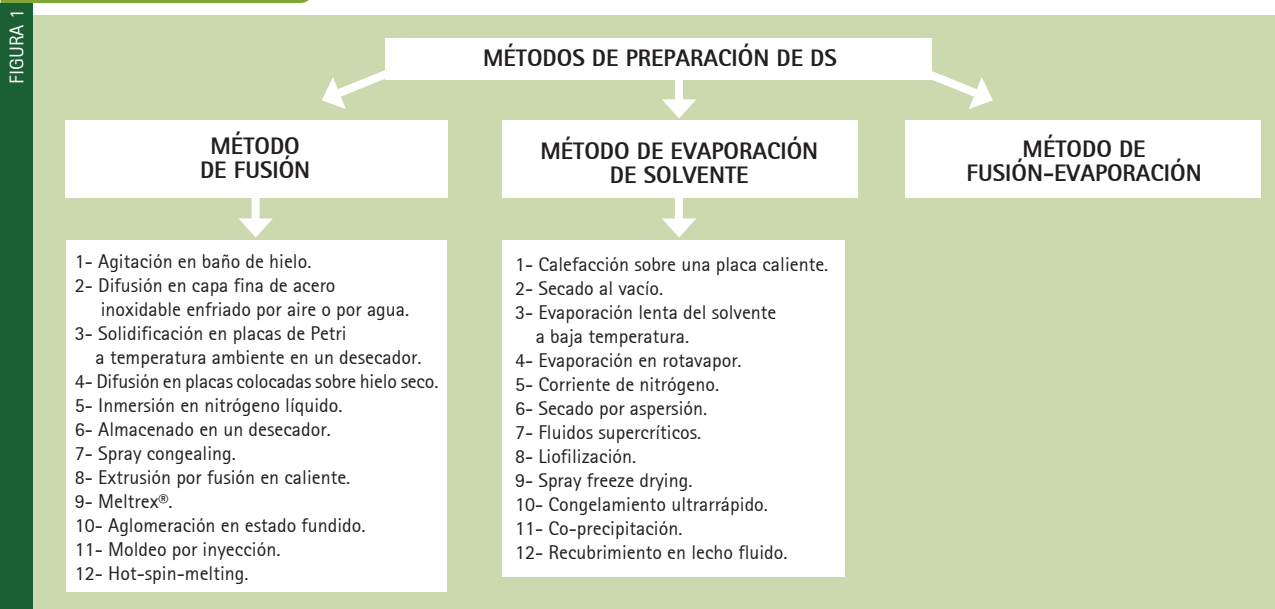 FIGURA 1
MÉTODOS DE PREPARACIÓN DE DS
MÉTODO
DE FUSIÓN
1- Agitación en baño de hielo.
2- Difusión en capa fina de acero
inoxidable enfriado por aire o por agua.
3- Solidificación en placas de Petri
a temperatura ambiente en un desecador.
4- Difusión en placas colocadas sobre hielo seco.
5- Inmersión en nitrógeno líquido.
6- Almacenado en un desecador.
7- Spray congealing.
8- Extrusión por fusión en caliente.
9- Meltrex®.
10- Aglomeración en estado fundido.
11- Moldeo por inyección.
12- Hot-spin-melting.
MÉTODO DE EVAPORACIÓN
DE SOLVENTE
1- Calefacción sobre una placa caliente.
2- Secado al vacío.
3- Evaporación lenta del solvente
a baja temperatura.
4- Evaporación en rotavapor.
5- Corriente de nitrógeno.
6- Secado por aspersión.
7- Fluidos supercríticos.
8- Liofilización.
9- Spray freeze drying.
10- Congelamiento ultrarrápido.
11- Co-precipitación.
12- Recubrimiento en lecho fluido.
MÉTODO DE
FUSIÓN-EVAPORACIÓN